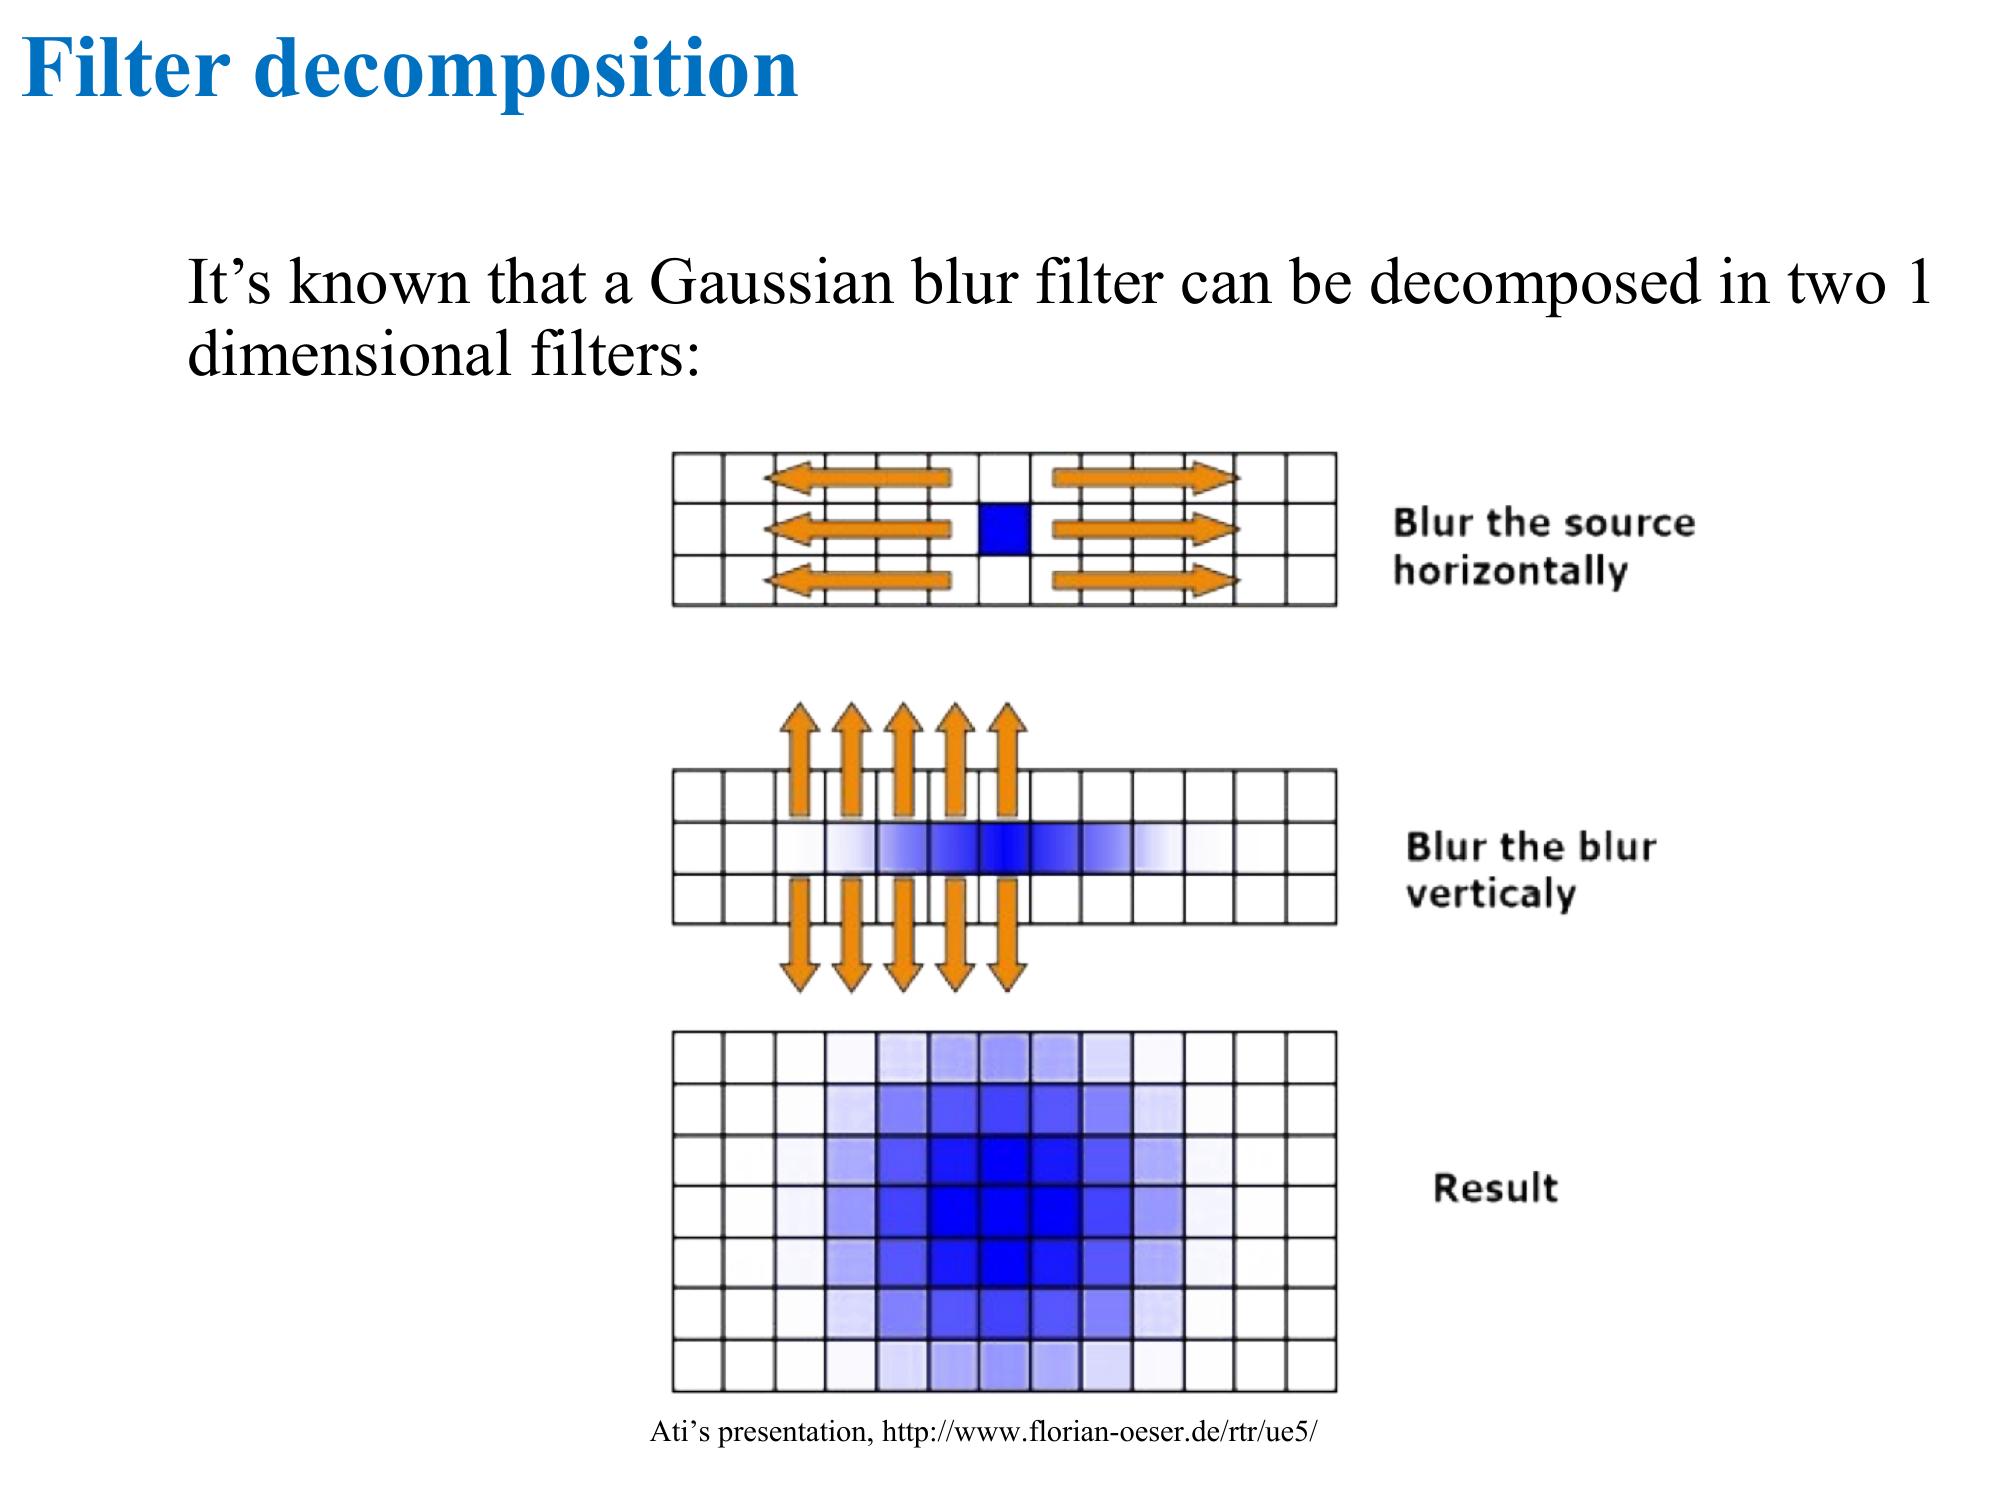 Filter decomposition
It’s known that a Gaussian blur filter can be decomposed in two 1
dimensional filters:
Blur the source
horizontally
Blur the blur
verticaly
Result
Ati’s presentation, http://www.florian-oeser.de/rtr/ue5/